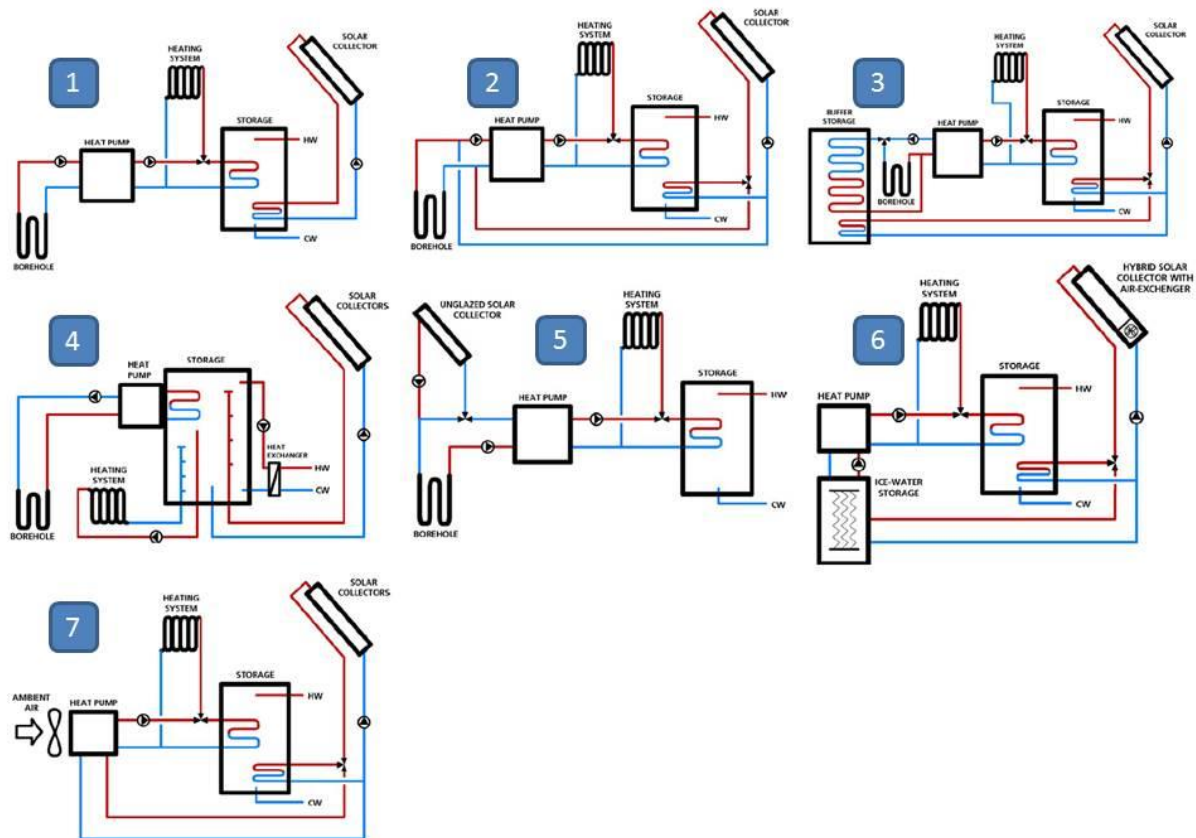 1
HEATING
SYSTEM
SOLAR
COLLECTOR
STORAGE
HEAT PUMP
HW
CW
BOREHOLE
2
HEATING
SYSTEM
SOLAR
COLLECTOR
STORAGE
HEAT PUMP
HW
CW
BOREHOLE
3
HEATING
SYSTEM
SOLAR
COLLECTOR
BUFFER
STORAGE
HEAT PUMP
STORAGE
HW
BOREHOLE
CW
4
SOLAR
COLLECTORS
HEAT
PUMP
STORAGE
HEAT
EXCHANGER
HW
CW
HEATING
SYSTEM
BOREHOLE
5
UNGLAZED SOLAR
COLLECTOR
HEATING
SYSTEM
STORAGE
HEAT PUMP
HW
CW
BOREHOLE
6
HYBRID SOLAR
COLLECTOR WITH
AIR-EXCHENGER
HEATING
SYSTEM
STORAGE
HEAT PUMP
HW
ICE-WATER
STORAGE
CW
7
HEATING
SYSTEM
SOLAR
COLLECTORS
STORAGE
AMBIENT
AIR
HEAT PUMP
HW
CW